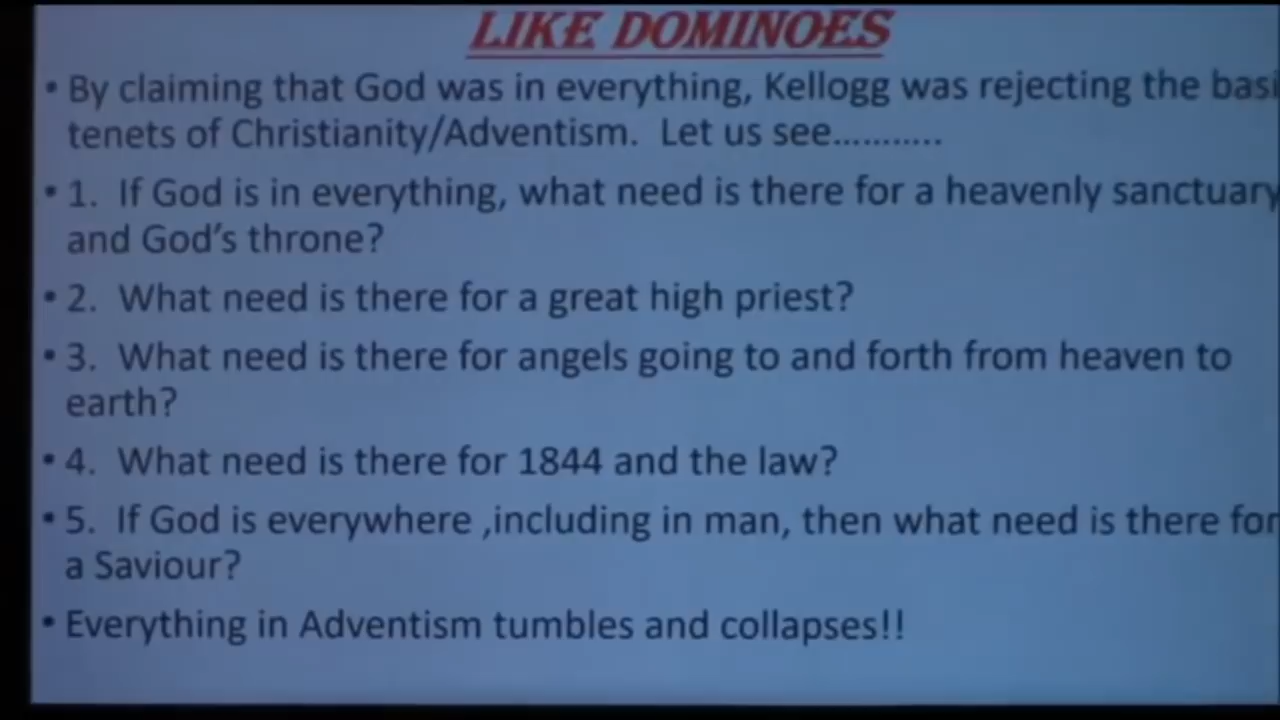 LIKE DOMINOES
• By claiming that God was in everything, Kellogg was rejecting the basi
tenets of Christianity/Adventism.  Let us see...........
• 1.  If God is in everything, what need is there for a heavenly sanctuary
and God's throne?
• 2.  What need is there for a great high priest?
• 3.  What need is there for angels going to and forth from heaven to
earth?
• 4.  What need is there for 1844 and the law?
• 5.  If God is everywhere ,including in man, then what need is there for
a Saviour?
• Everything in Adventism tumbles and collapses!!